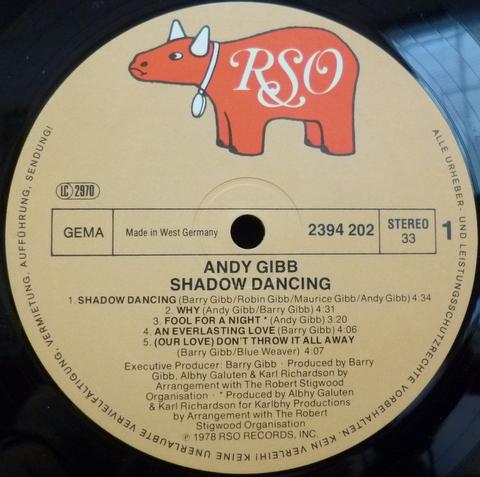 RSO
LC 2970
GEMA
Made in West Germany
2394 202
STEREO
33
1
ANDY GIBB
SHADOW DANCING
1. SHADOW DANCING (Barry Gibb/Robin Gibb/Maurice Gibb/Andy Gibb) 4:34
2. WHY (Andy Gibb/Barry Gibb) 4:31
3. FOOL FOR A NIGHT * (Andy Gibb) 3:20
4. AN EVERLASTING LOVE (Barry Gibb) 4:06
5. (OUR LOVE) DON'T THROW IT ALL AWAY
(Barry Gibb/Blue Weaver) 4:07
Executive Producer: Barry Gibb · Produced by Barry
Gibb, Albhy Galuten & Karl Richardson by
Arrangement with The Robert Stigwood
Organisation · * Produced by Albhy Galuten
& Karl Richardson for Karlbhy Productions
by Arrangement with The Robert
Stigwood Organisation
℗ 1978 RSO RECORDS, INC.
ALLE URHEBER- UND LEISTUNGSSCHUTZRECHTE VORBEHALTEN. KEIN VERLEIH! KEINE UNERLAUBTE VERVIELFÄLTIGUNG, VERMIETUNG, AUFFÜHRUNG, SENDUNG!